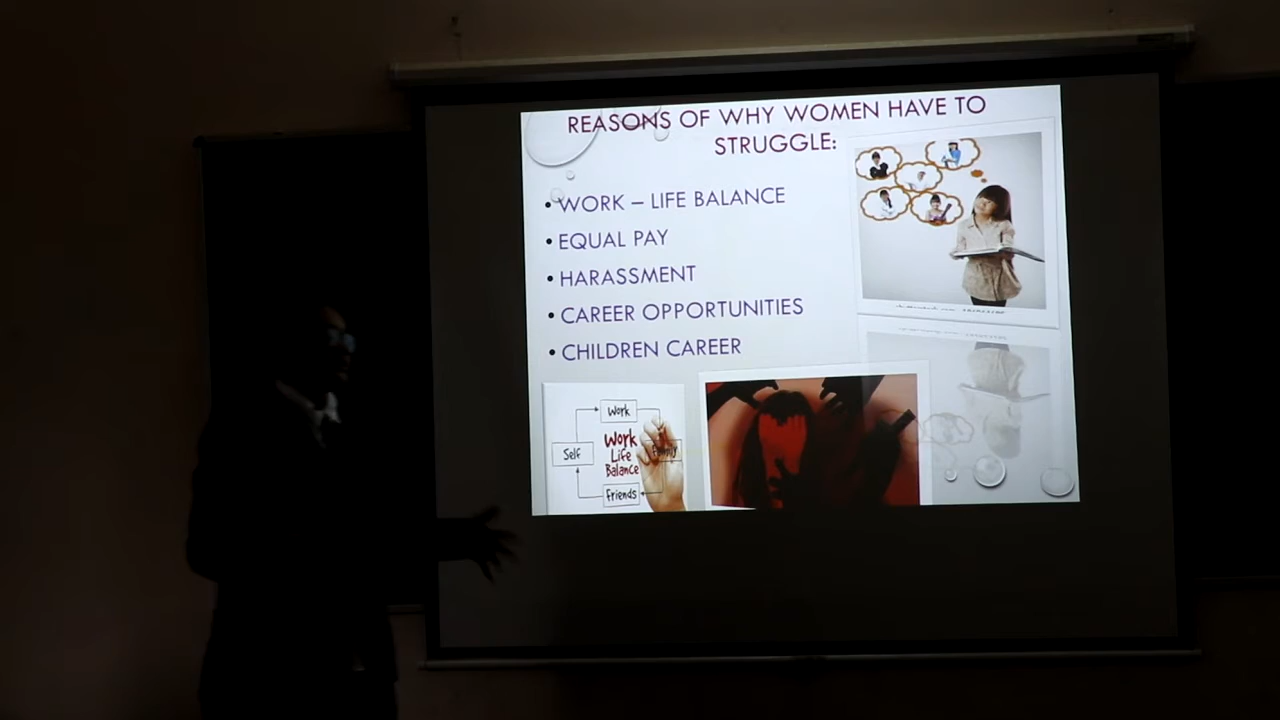 REASONS OF WHY WOMEN HAVE TO
STRUGGLE:
• WORK – LIFE BALANCE
• EQUAL PAY
• HARASSMENT
• CAREER OPPORTUNITIES
• CHILDREN CAREER
Work
Self
Work
Life
Balance
Family
Friends